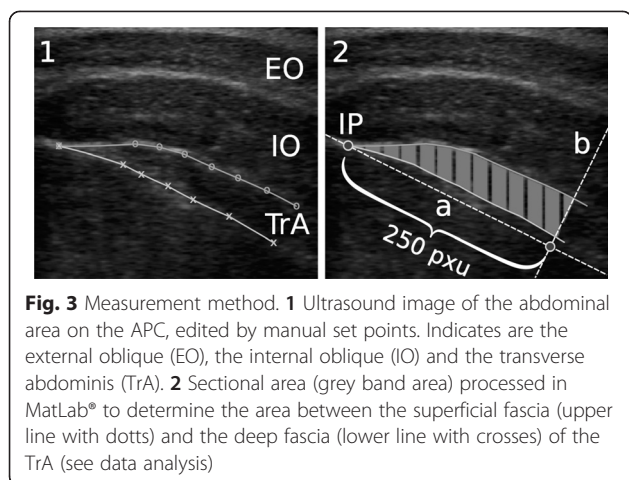 1
EO
IO
TrA
2
IP
b
a
250 pxu
Fig. 3 Measurement method. 1 Ultrasound image of the abdominal
area on the APC, edited by manual set points. Indicates are the
external oblique (EO), the internal oblique (IO) and the transverse
abdominis (TrA). 2 Sectional area (grey band area) processed in
MatLab® to determine the area between the superficial fascia (upper
line with dotts) and the deep fascia (lower line with crosses) of the
TrA (see data analysis)